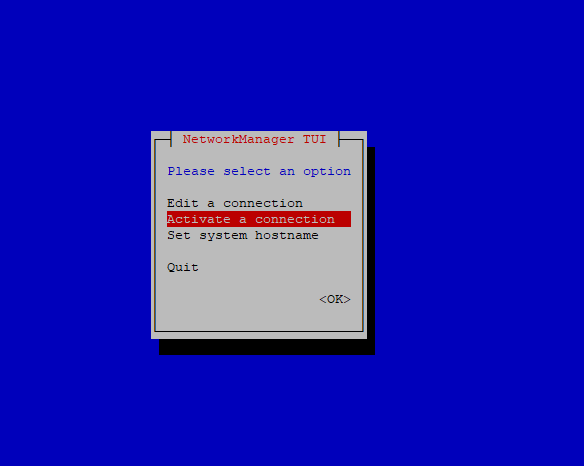 NetworkManager TUI
Please select an option
Edit a connection
Activate a connection
Set system hostname
Quit
<OK>